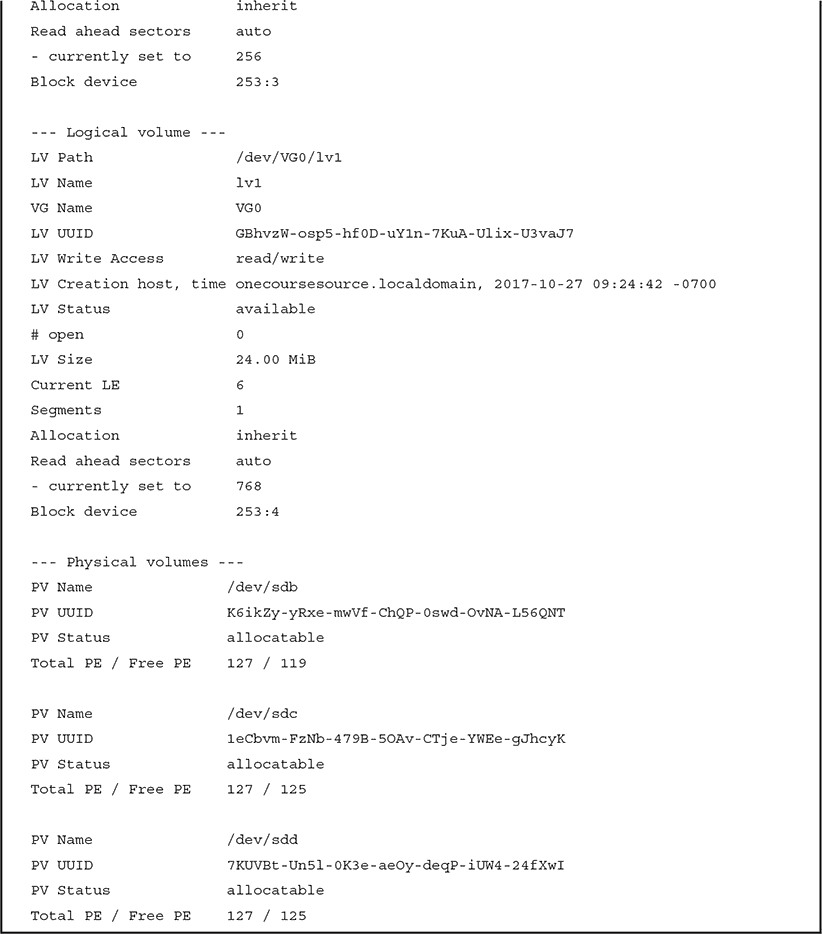 Allocation inherit
Read ahead sectors auto
- currently set to 256
Block device 253:3
--- Logical volume ---
LV Path /dev/VG0/lv1
LV Name lv1
VG Name VG0
LV UUID GBhvzW-osp5-hf0D-uY1n-7KuA-Ulix-U3vaJ7
LV Write Access read/write
LV Creation host, time onecoursesource.localdomain, 2017-10-27 09:24:42 -0700
LV Status available
# open 0
LV Size 24.00 MiB
Current LE 6
Segments 1
Allocation inherit
Read ahead sectors auto
- currently set to 768
Block device 253:4
--- Physical volumes ---
PV Name /dev/sdb
PV UUID K6ikZy-yRxe-mwVf-ChQP-0swd-OvNA-L56QNT
PV Status allocatable
Total PE / Free PE 127 / 119
PV Name /dev/sdc
PV UUID 1eCbvm-FzNb-479B-5OAv-CTje-YWEe-gJhcyK
PV Status allocatable
Total PE / Free PE 127 / 125
PV Name /dev/sdd
PV UUID 7KUVBt-Un5l-0K3e-aeOy-deqP-iUW4-24fXwI
PV Status allocatable
Total PE / Free PE 127 / 125